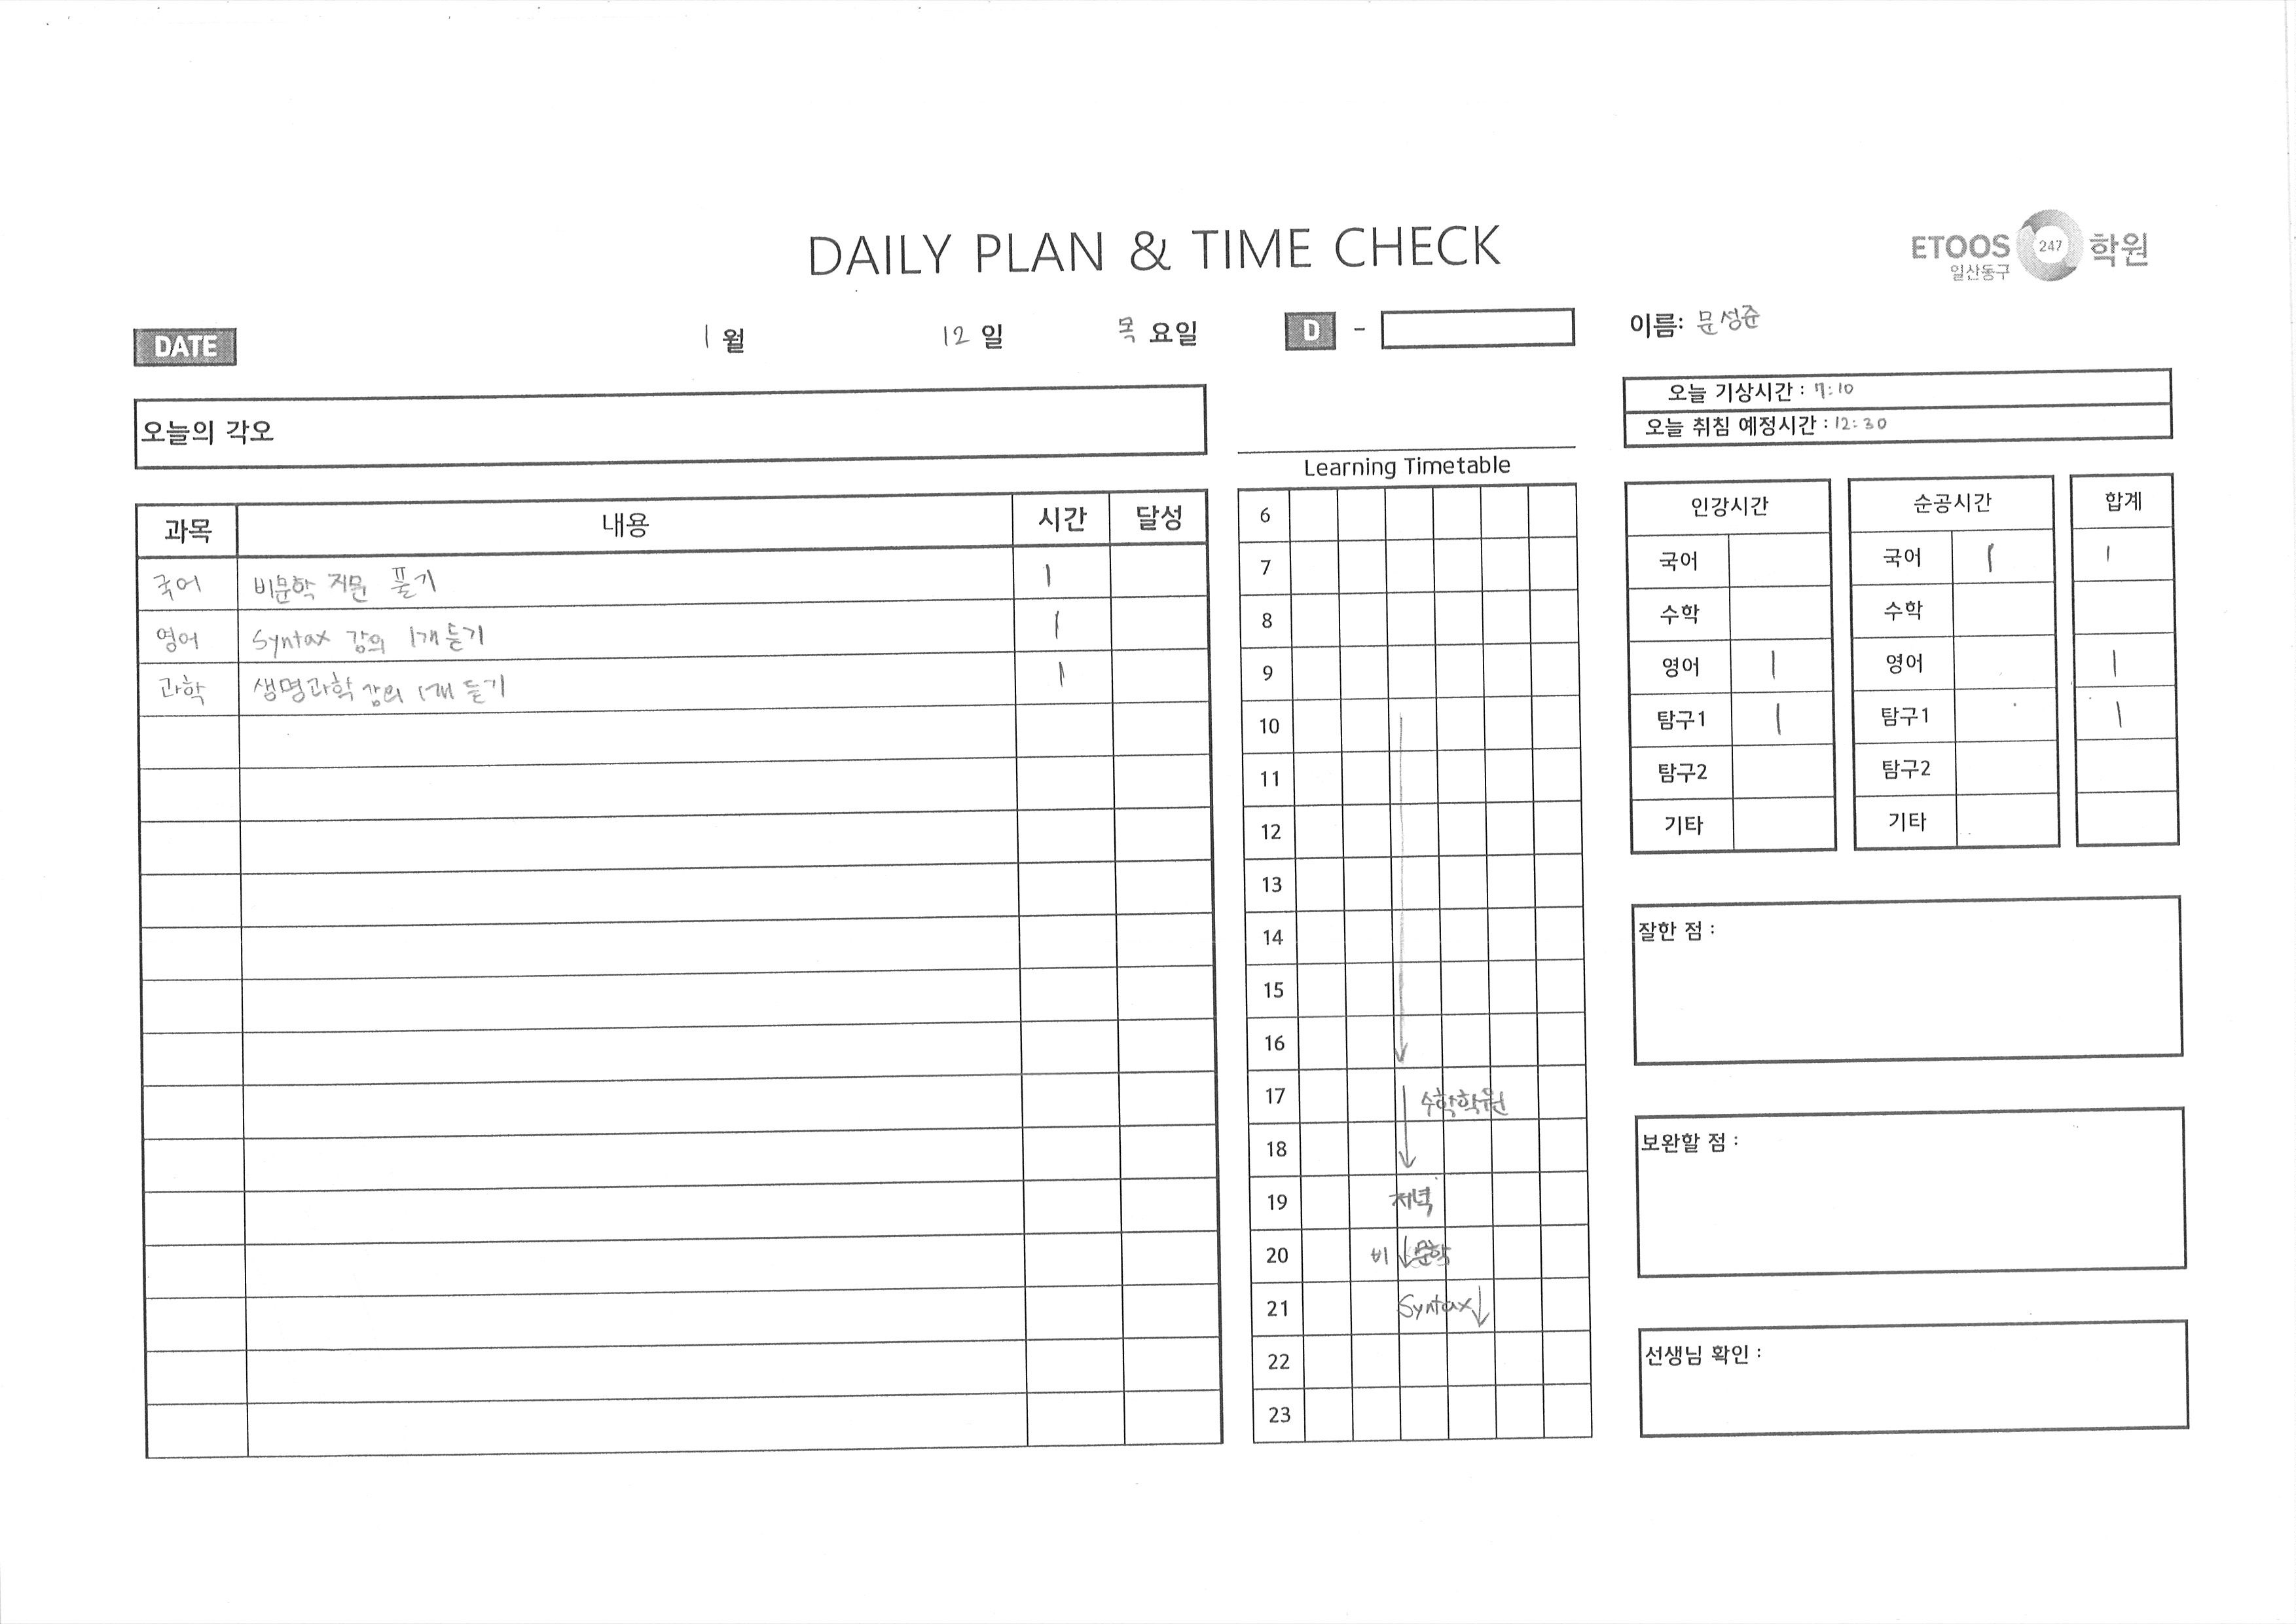 DAILY PLAN & TIME CHECK
ETOOS 247 학원
일산동구
DATE 1 월 12 일 목 요일 D -
이름: 문성준
오늘의 각오
오늘 기상시간 : 7:10
오늘 취침 예정시간 : 12:30
과목 내용 시간 달성
국어 비문학 지문 풀기 1
영어 Syntax 강의 1개 듣기 1
과학 생명과학 강의 1개 듣기 1
Learning Timetable
6
7
8
9
10
11
12
13
14
15
16
17 수학학원
18
19 저녁
20 비문학
21 Syntax
22
23
인강시간
국어
수학
영어 1
탐구1 1
탐구2
기타
순공시간
국어 1
수학
영어
탐구1
탐구2
기타
합계
1
1
1
잘한 점 :
보완할 점 :
선생님 확인 :